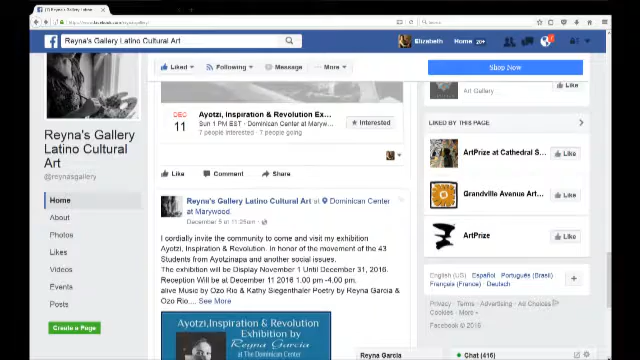 Reyna's Gallery Latino Cultural Art
Elizabeth
Home 20+
Liked
Following
Message
More
Shop Now
Art Gallery
Like
DEC
11
Ayotzi, Inspiration & Revolution Ex...
Sun 1 PM EST · Dominican Center at Maryw...
7 people interested · 7 people going
Interested
Like
Comment
Share
Reyna's Gallery Latino Cultural Art
@reynasgallery
Home
About
Photos
Likes
Videos
Events
Posts
Create a Page
Reyna's Gallery Latino Cultural Art at Dominican Center
at Marywood.
December 5 at 11:25am
I cordially invite the community to come and visit my exhibition
Ayotzi, Inspiration & Revolution. In honor of the movement of the 43
Students from Ayotzinapa and another social issues.
The exhibition will be Display November 1 Until December 31, 2016.
Reception Will be at December 11 2016 1.00 pm -4.00 pm.
alive Music by Ozo Rio & Kathy Siegenthaler Poetry by Reyna Garcia &
Ozo Rio.... See More
Ayotzi,Inspiration & Revolution
Exhibition by
Reyna Garcia
at The Dominican Center
LIKED BY THIS PAGE
ArtPrize at Cathedral S...
Like
Grandville Avenue Art...
Like
ArtPrize
Like
English (US) · Español · Português (Brasil) ·
Français (France) · Deutsch
Privacy · Terms · Advertising · Ad Choices
Cookies · More
Facebook © 2016
Reyna Garcia
Chat (416)